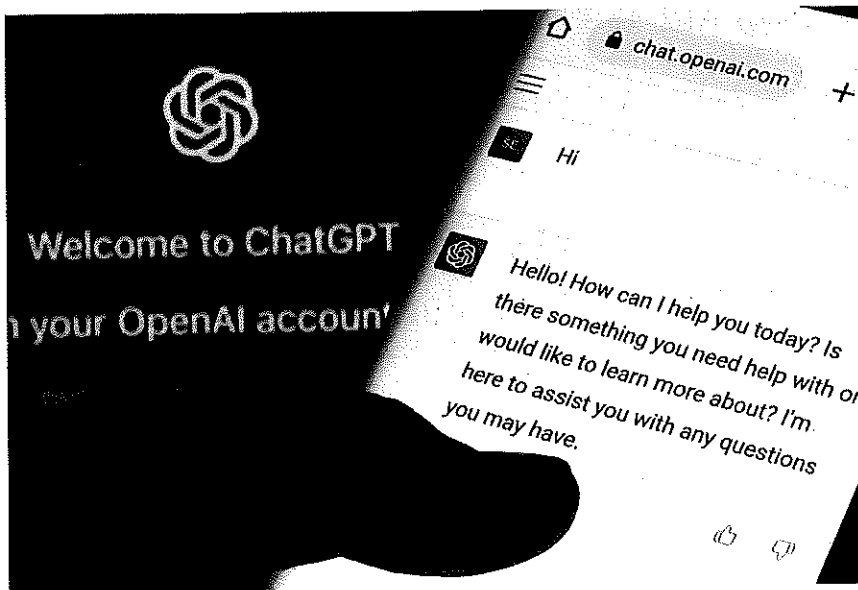 Welcome to ChatGPT
your OpenAI account
chat.openai.com
Hi
Hello! How can I help you today? Is
there something you need help with or
would like to learn more about? I'm
here to assist you with any questions
you may have.